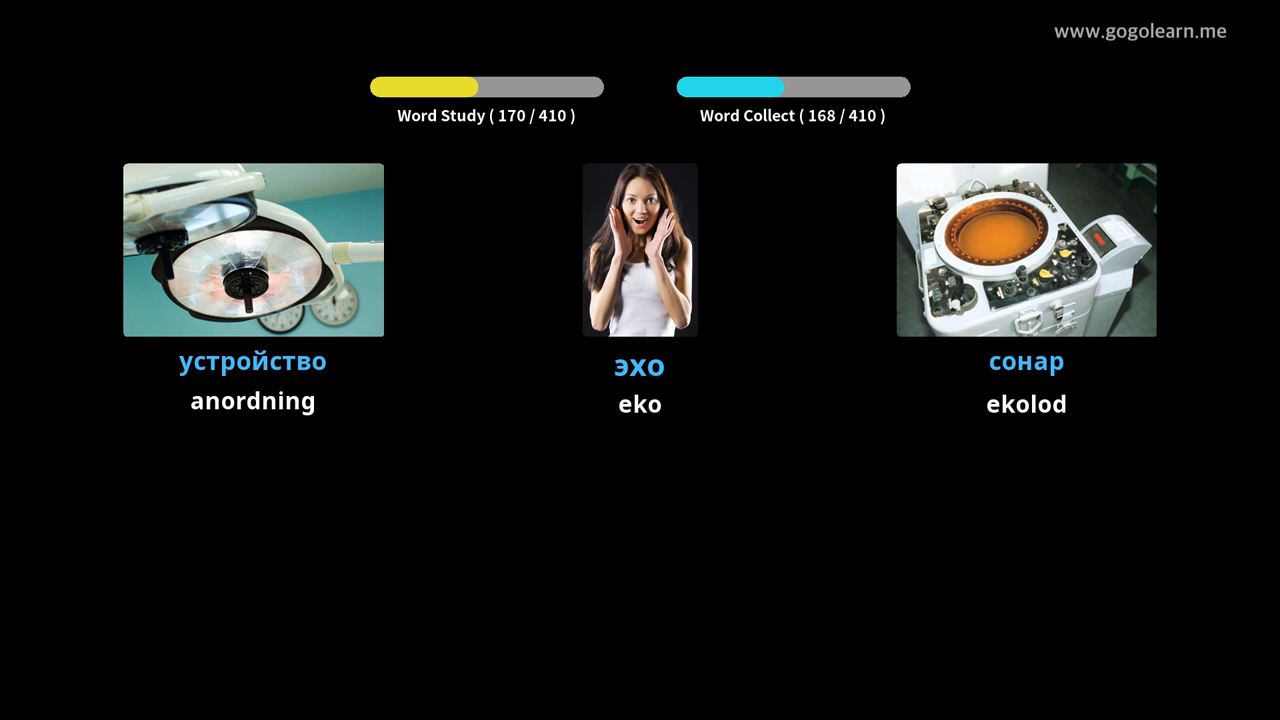 www.gogolearn.me
Word Study ( 170 / 410 )
Word Collect ( 168 / 410 )
устройство
anordning
эхо
eko
сонар
ekolod